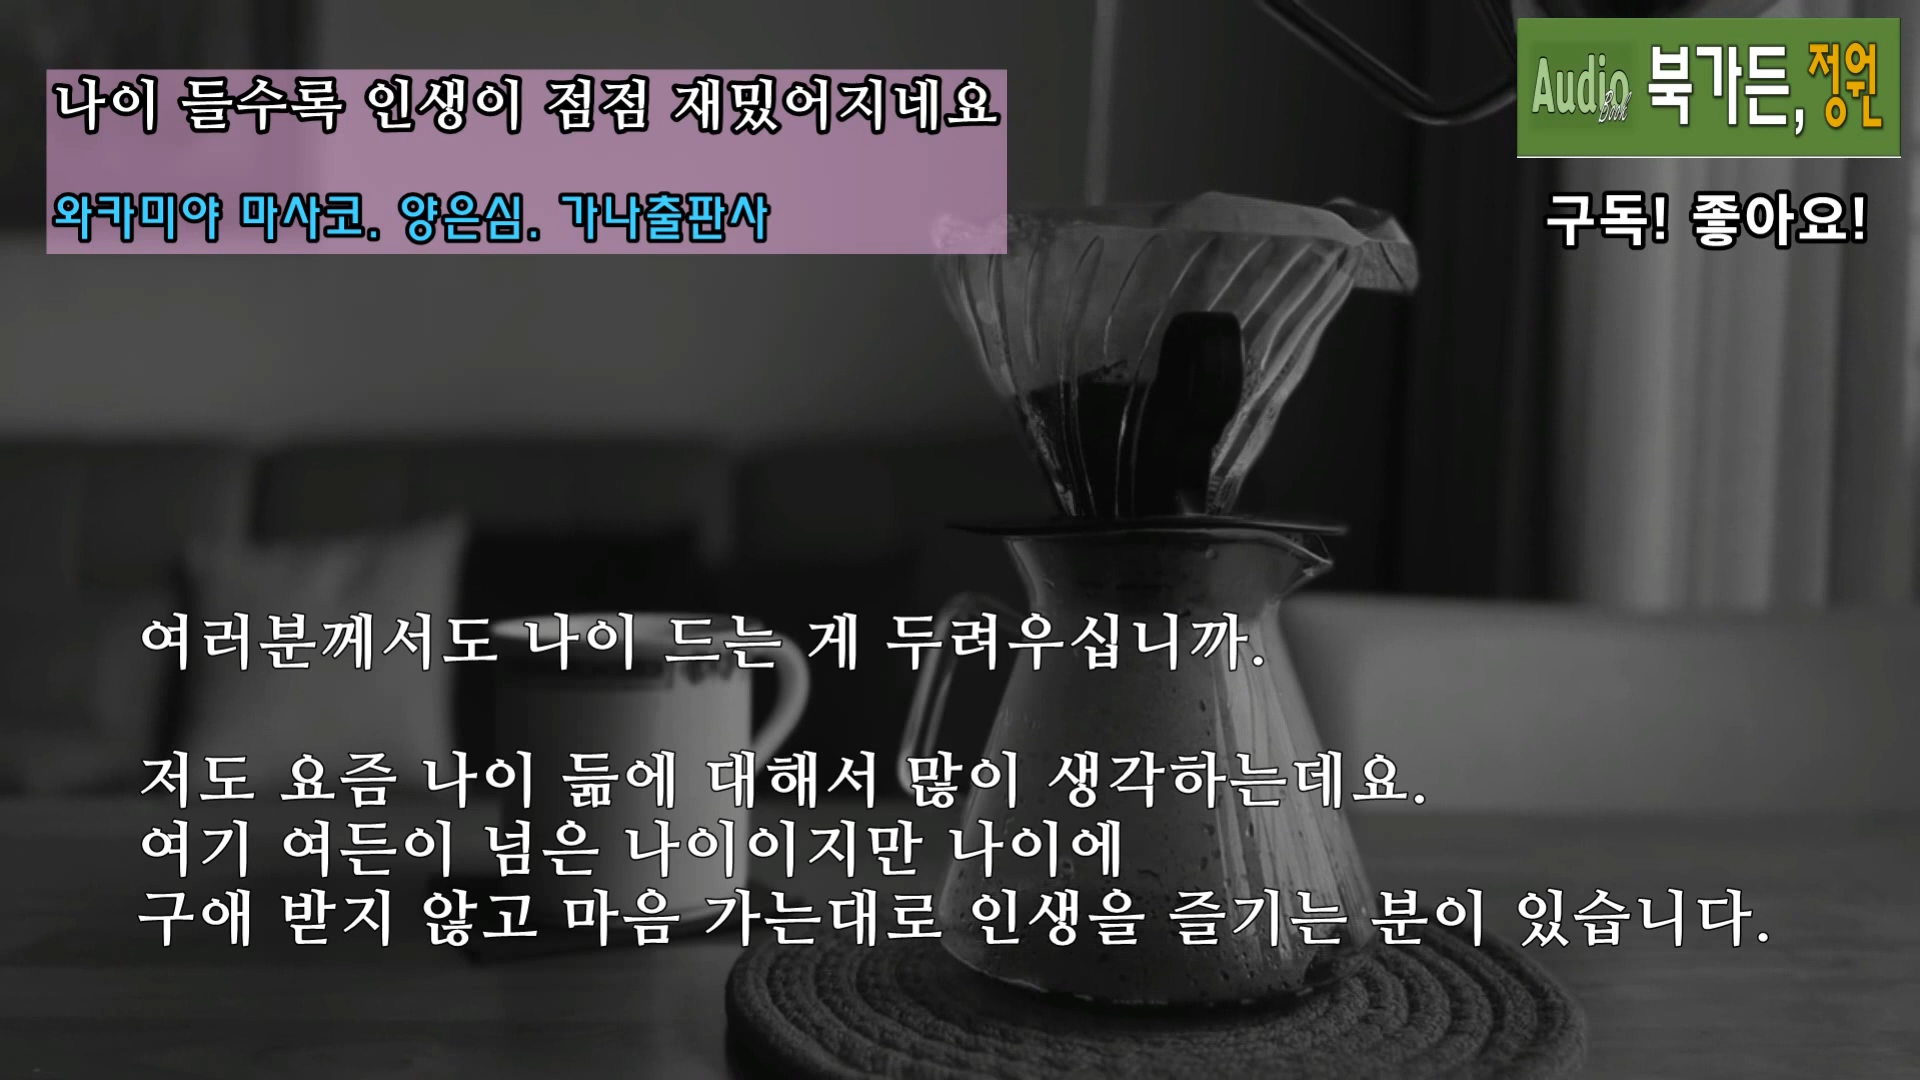 나이 들수록 인생이 점점 재밌어지네요
와카미야 마사코. 양은심. 가나출판사
Audio Book 북가든, 정원
구독! 좋아요!
여러분께서도 나이 드는 게 두려우십니까.
저도 요즘 나이 듦에 대해서 많이 생각하는데요.
여기 여든이 넘은 나이이지만 나이에
구애 받지 않고 마음 가는대로 인생을 즐기는 분이 있습니다.